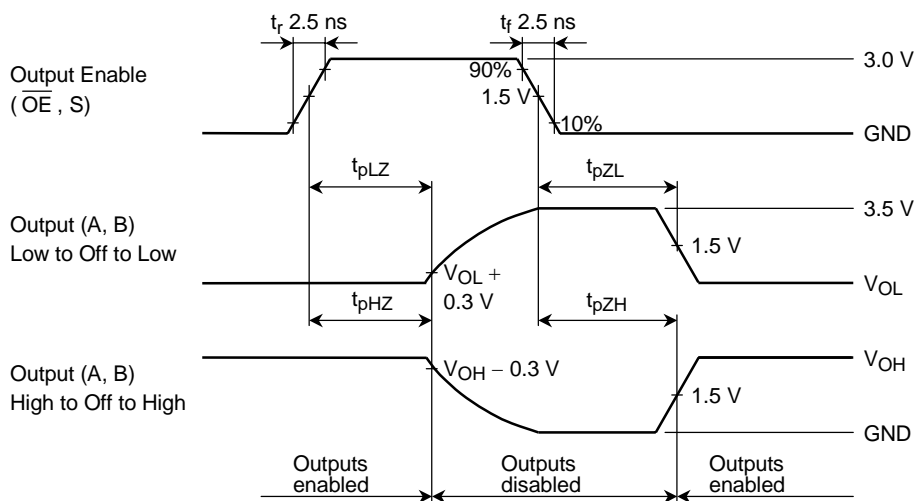 tr 2.5 ns
tf 2.5 ns
Output Enable
( OE , S)
90%
1.5 V
10%
3.0 V
GND
tpLZ
tpZL
Output (A, B)
Low to Off to Low
3.5 V
1.5 V
VOL +
0.3 V
VOL
tpHZ
tpZH
Output (A, B)
High to Off to High
VOH − 0.3 V
VOH
1.5 V
GND
Outputs
enabled
Outputs
disabled
Outputs
enabled